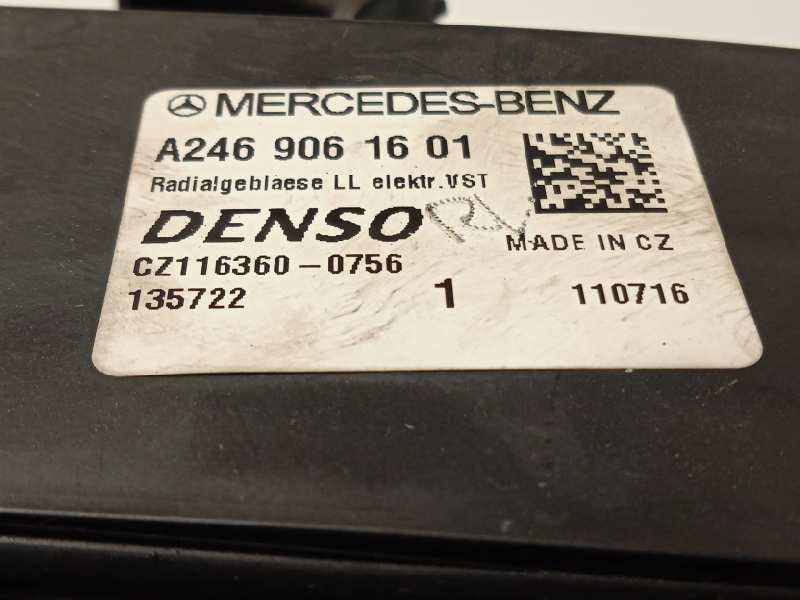 MERCEDES-BENZ
A246 906 16 01
Radialgeblaese LL elektr.VST
DENSO
MADE IN CZ
CZ116360-0756
135722 1 110716